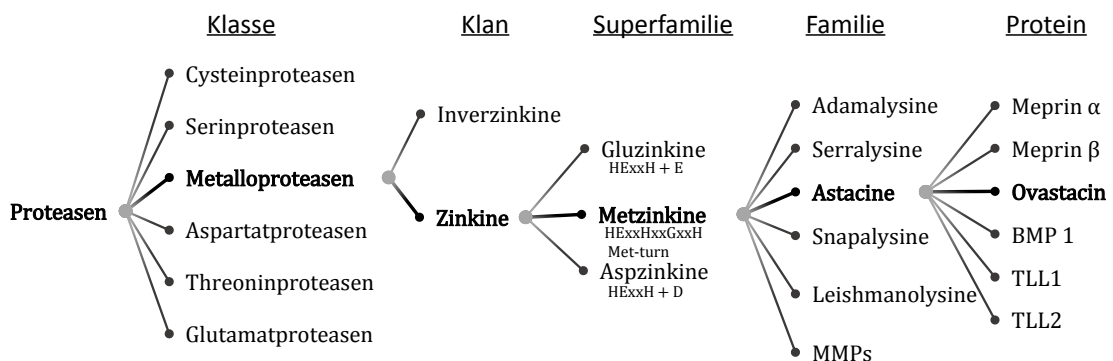 Klasse
Klan
Superfamilie
Familie
Protein
Proteasen
Cysteinproteasen
Serinproteasen
Metalloproteasen
Aspartatproteasen
Threoninproteasen
Glutamatproteasen
Inverzinkine
Zinkine
Gluzinkine
HExxH + E
Metzinkine
HExxHxxGxxH
Met-turn
Aspzinkine
HExxH + D
Adamalysine
Serralysine
Astacine
Snapalysine
Leishmanolysine
MMPs
Meprin α
Meprin β
Ovastacin
BMP 1
TLL1
TLL2